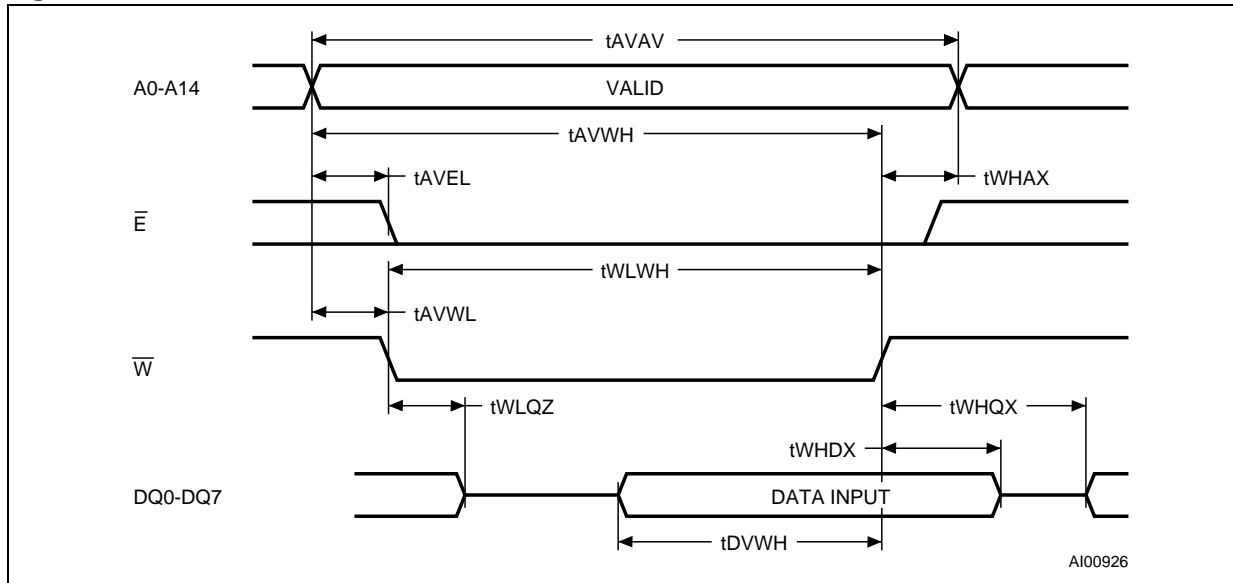 tAVAV
A0-A14
VALID
tAVWH
tAVEL
tWHAX
E̅
tWLWH
tAVWL
W̅
tWLQZ
tWHQX
tWHDX
DQ0-DQ7
DATA INPUT
tDVWH
AI00926